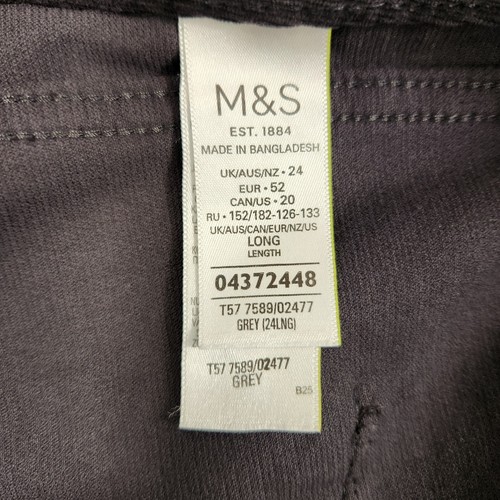 M&S
EST. 1884
MADE IN BANGLADESH
UK/AUS/NZ • 24
EUR • 52
CAN/US • 20
RU • 152/182-126-133
UK/AUS/CAN/EUR/NZ/US
LONG
LENGTH
04372448
T57 7589/02477
GREY (24LNG)
T57 7589/02477
GREY
B25